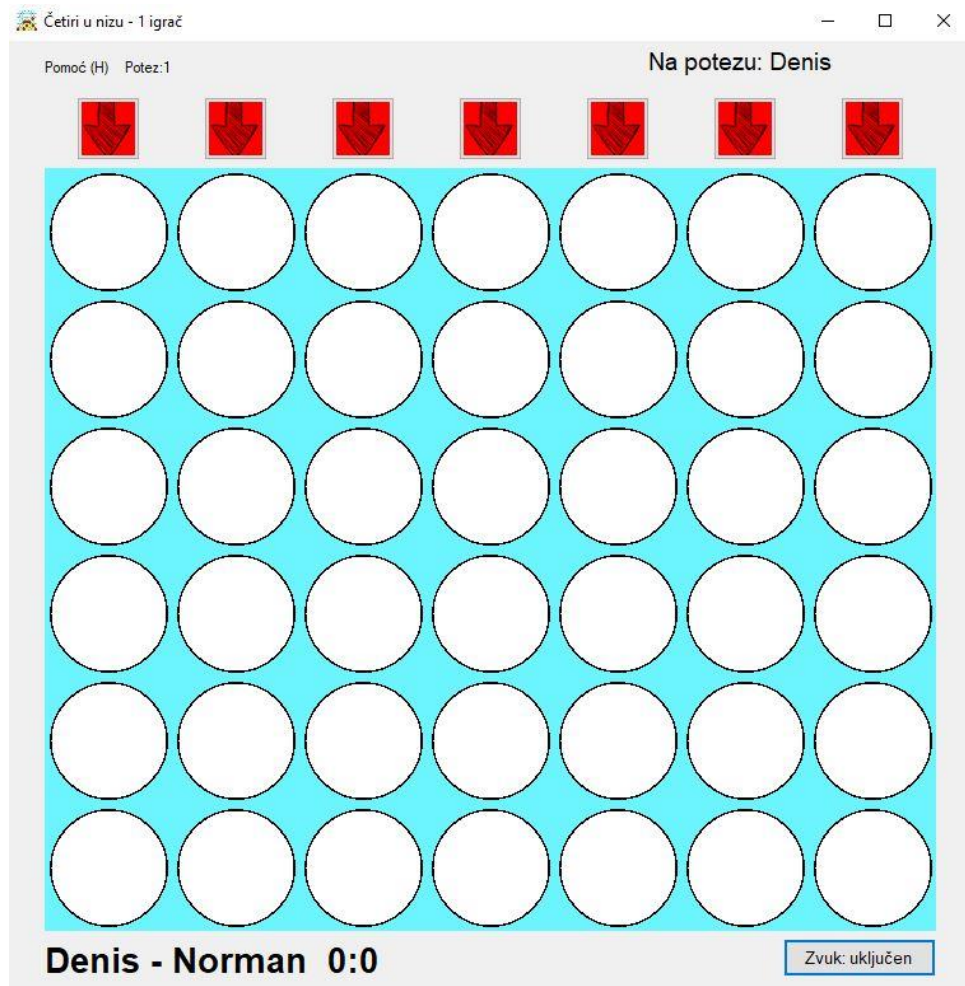 Četiri u nizu - 1 igrač
Pomoć (H) Potez:1
Na potezu: Denis
Denis - Norman 0:0
Zvuk: uključen